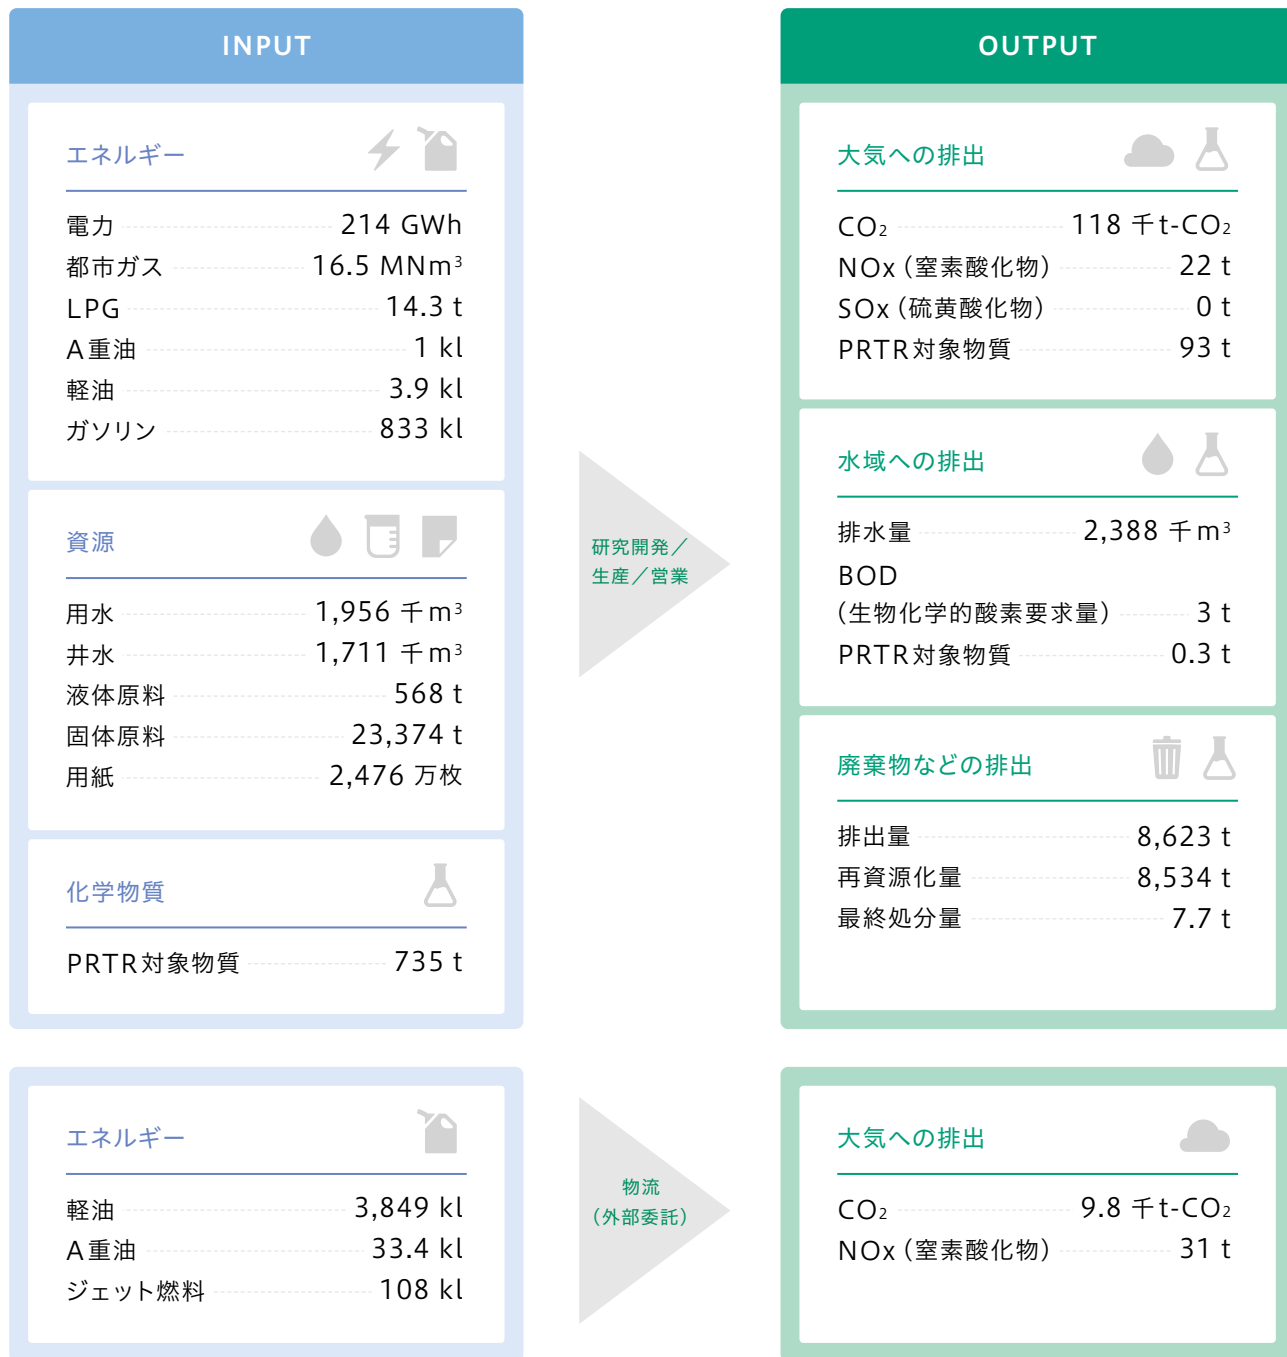 INPUT
エネルギー
電力 214 GWh
都市ガス 16.5 MNm³
LPG 14.3 t
A重油 1 kl
軽油 3.9 kl
ガソリン 833 kl
資源
用水 1,956 千m³
井水 1,711 千m³
液体原料 568 t
固体原料 23,374 t
用紙 2,476 万枚
化学物質
PRTR対象物質 735 t
研究開発／
生産／営業
OUTPUT
大気への排出
CO₂ 118 千t-CO₂
NOx（窒素酸化物） 22 t
SOx（硫黄酸化物） 0 t
PRTR対象物質 93 t
水域への排出
排水量 2,388 千m³
BOD
（生物化学的酸素要求量） 3 t
PRTR対象物質 0.3 t
廃棄物などの排出
排出量 8,623 t
再資源化量 8,534 t
最終処分量 7.7 t
エネルギー
軽油 3,849 kl
A重油 33.4 kl
ジェット燃料 108 kl
物流
（外部委託）
大気への排出
CO₂ 9.8 千t-CO₂
NOx（窒素酸化物） 31 t